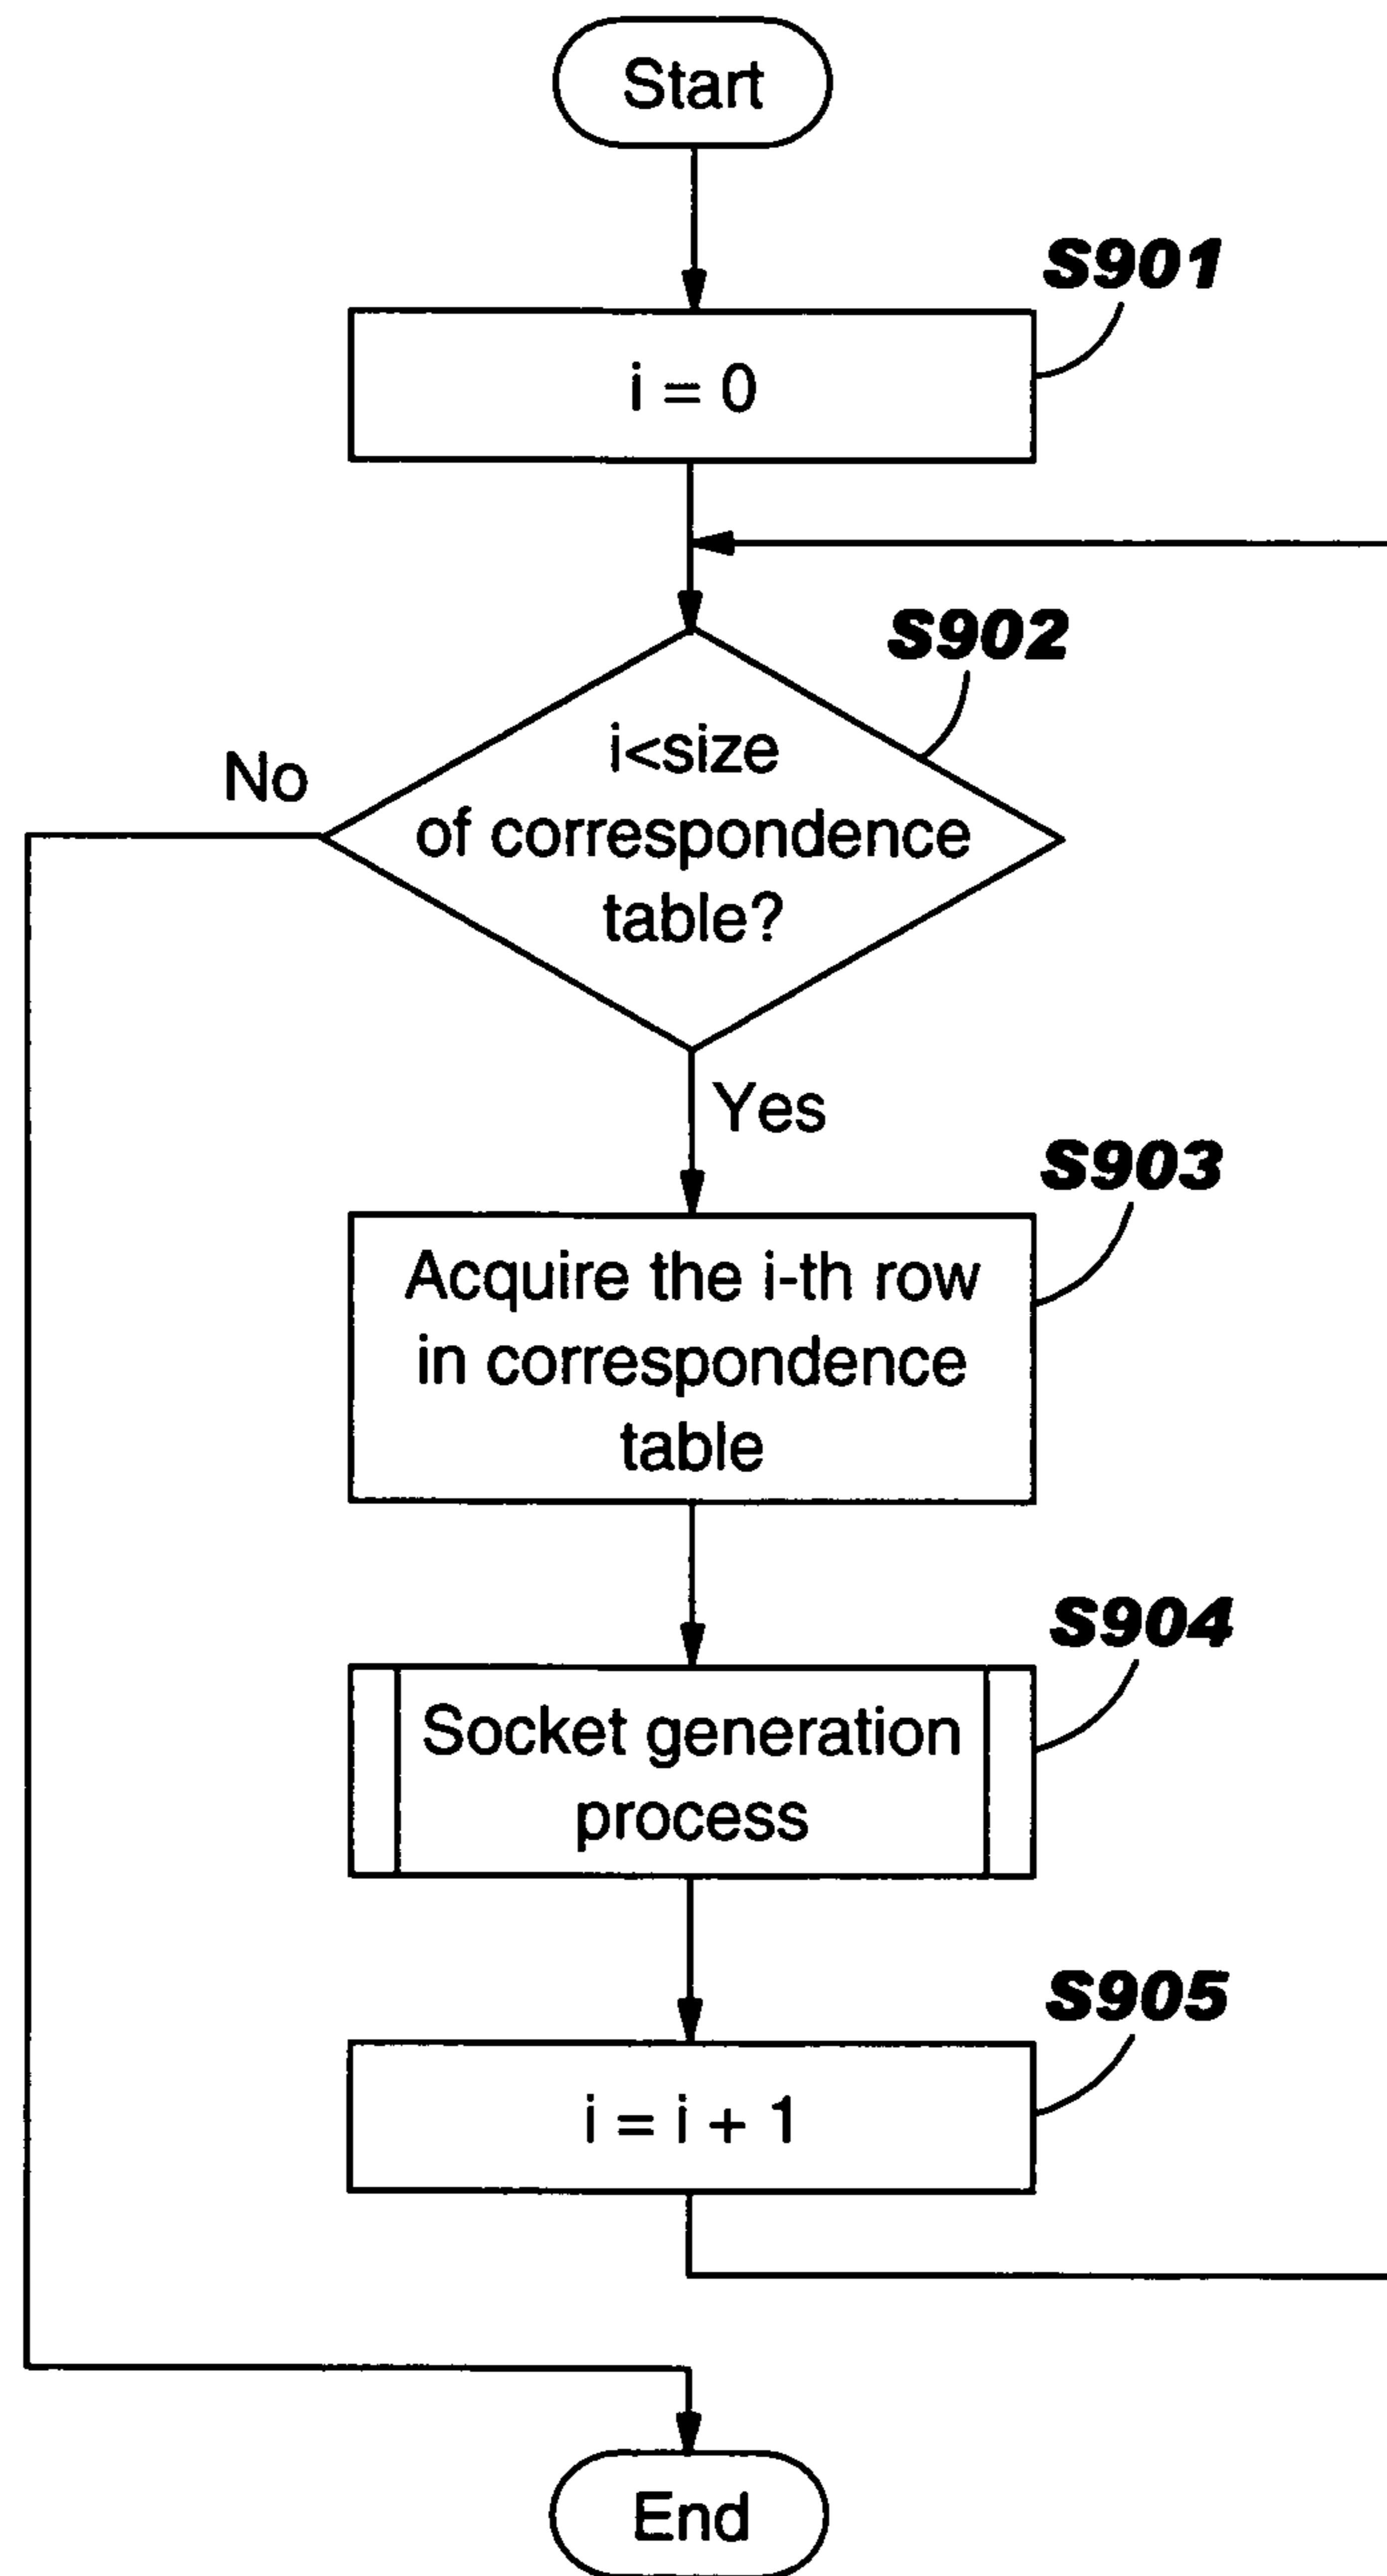 Start
S901
i = 0
S902
No
i<size
of correspondence
table?
Yes
S903
Acquire the i-th row
in correspondence
table
S904
Socket generation
process
S905
i = i + 1
End